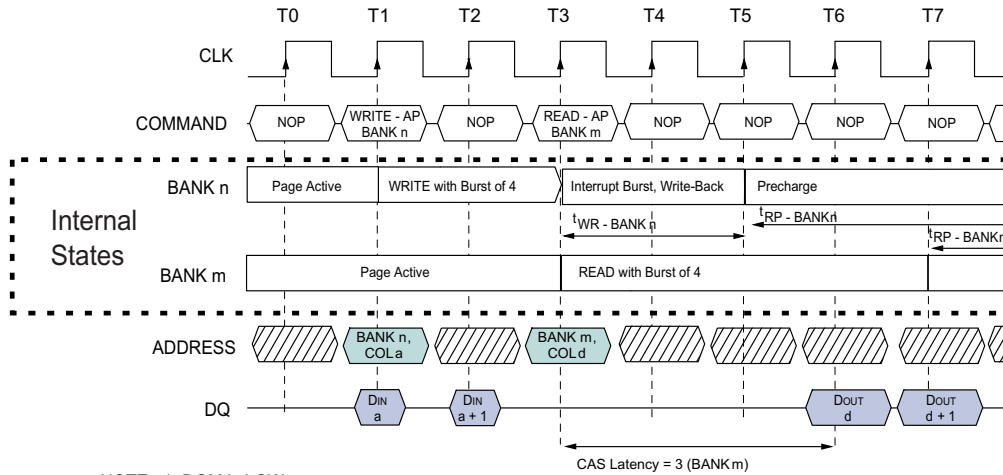 T0 T1 T2 T3 T4 T5 T6 T7
CLK
COMMAND NOP WRITE - AP NOP READ - AP NOP NOP NOP NOP
BANK n BANK m
BANK n Page Active WRITE with Burst of 4 Interrupt Burst, Write-Back Precharge
Internal
States
tWR - BANK n tRP - BANK n
tRP - BANK
BANK m Page Active READ with Burst of 4
ADDRESS BANK n, BANK m,
COL a COL d
DQ DIN DIN DOUT DOUT
a a + 1 d d + 1
CAS Latency = 3 (BANK m)